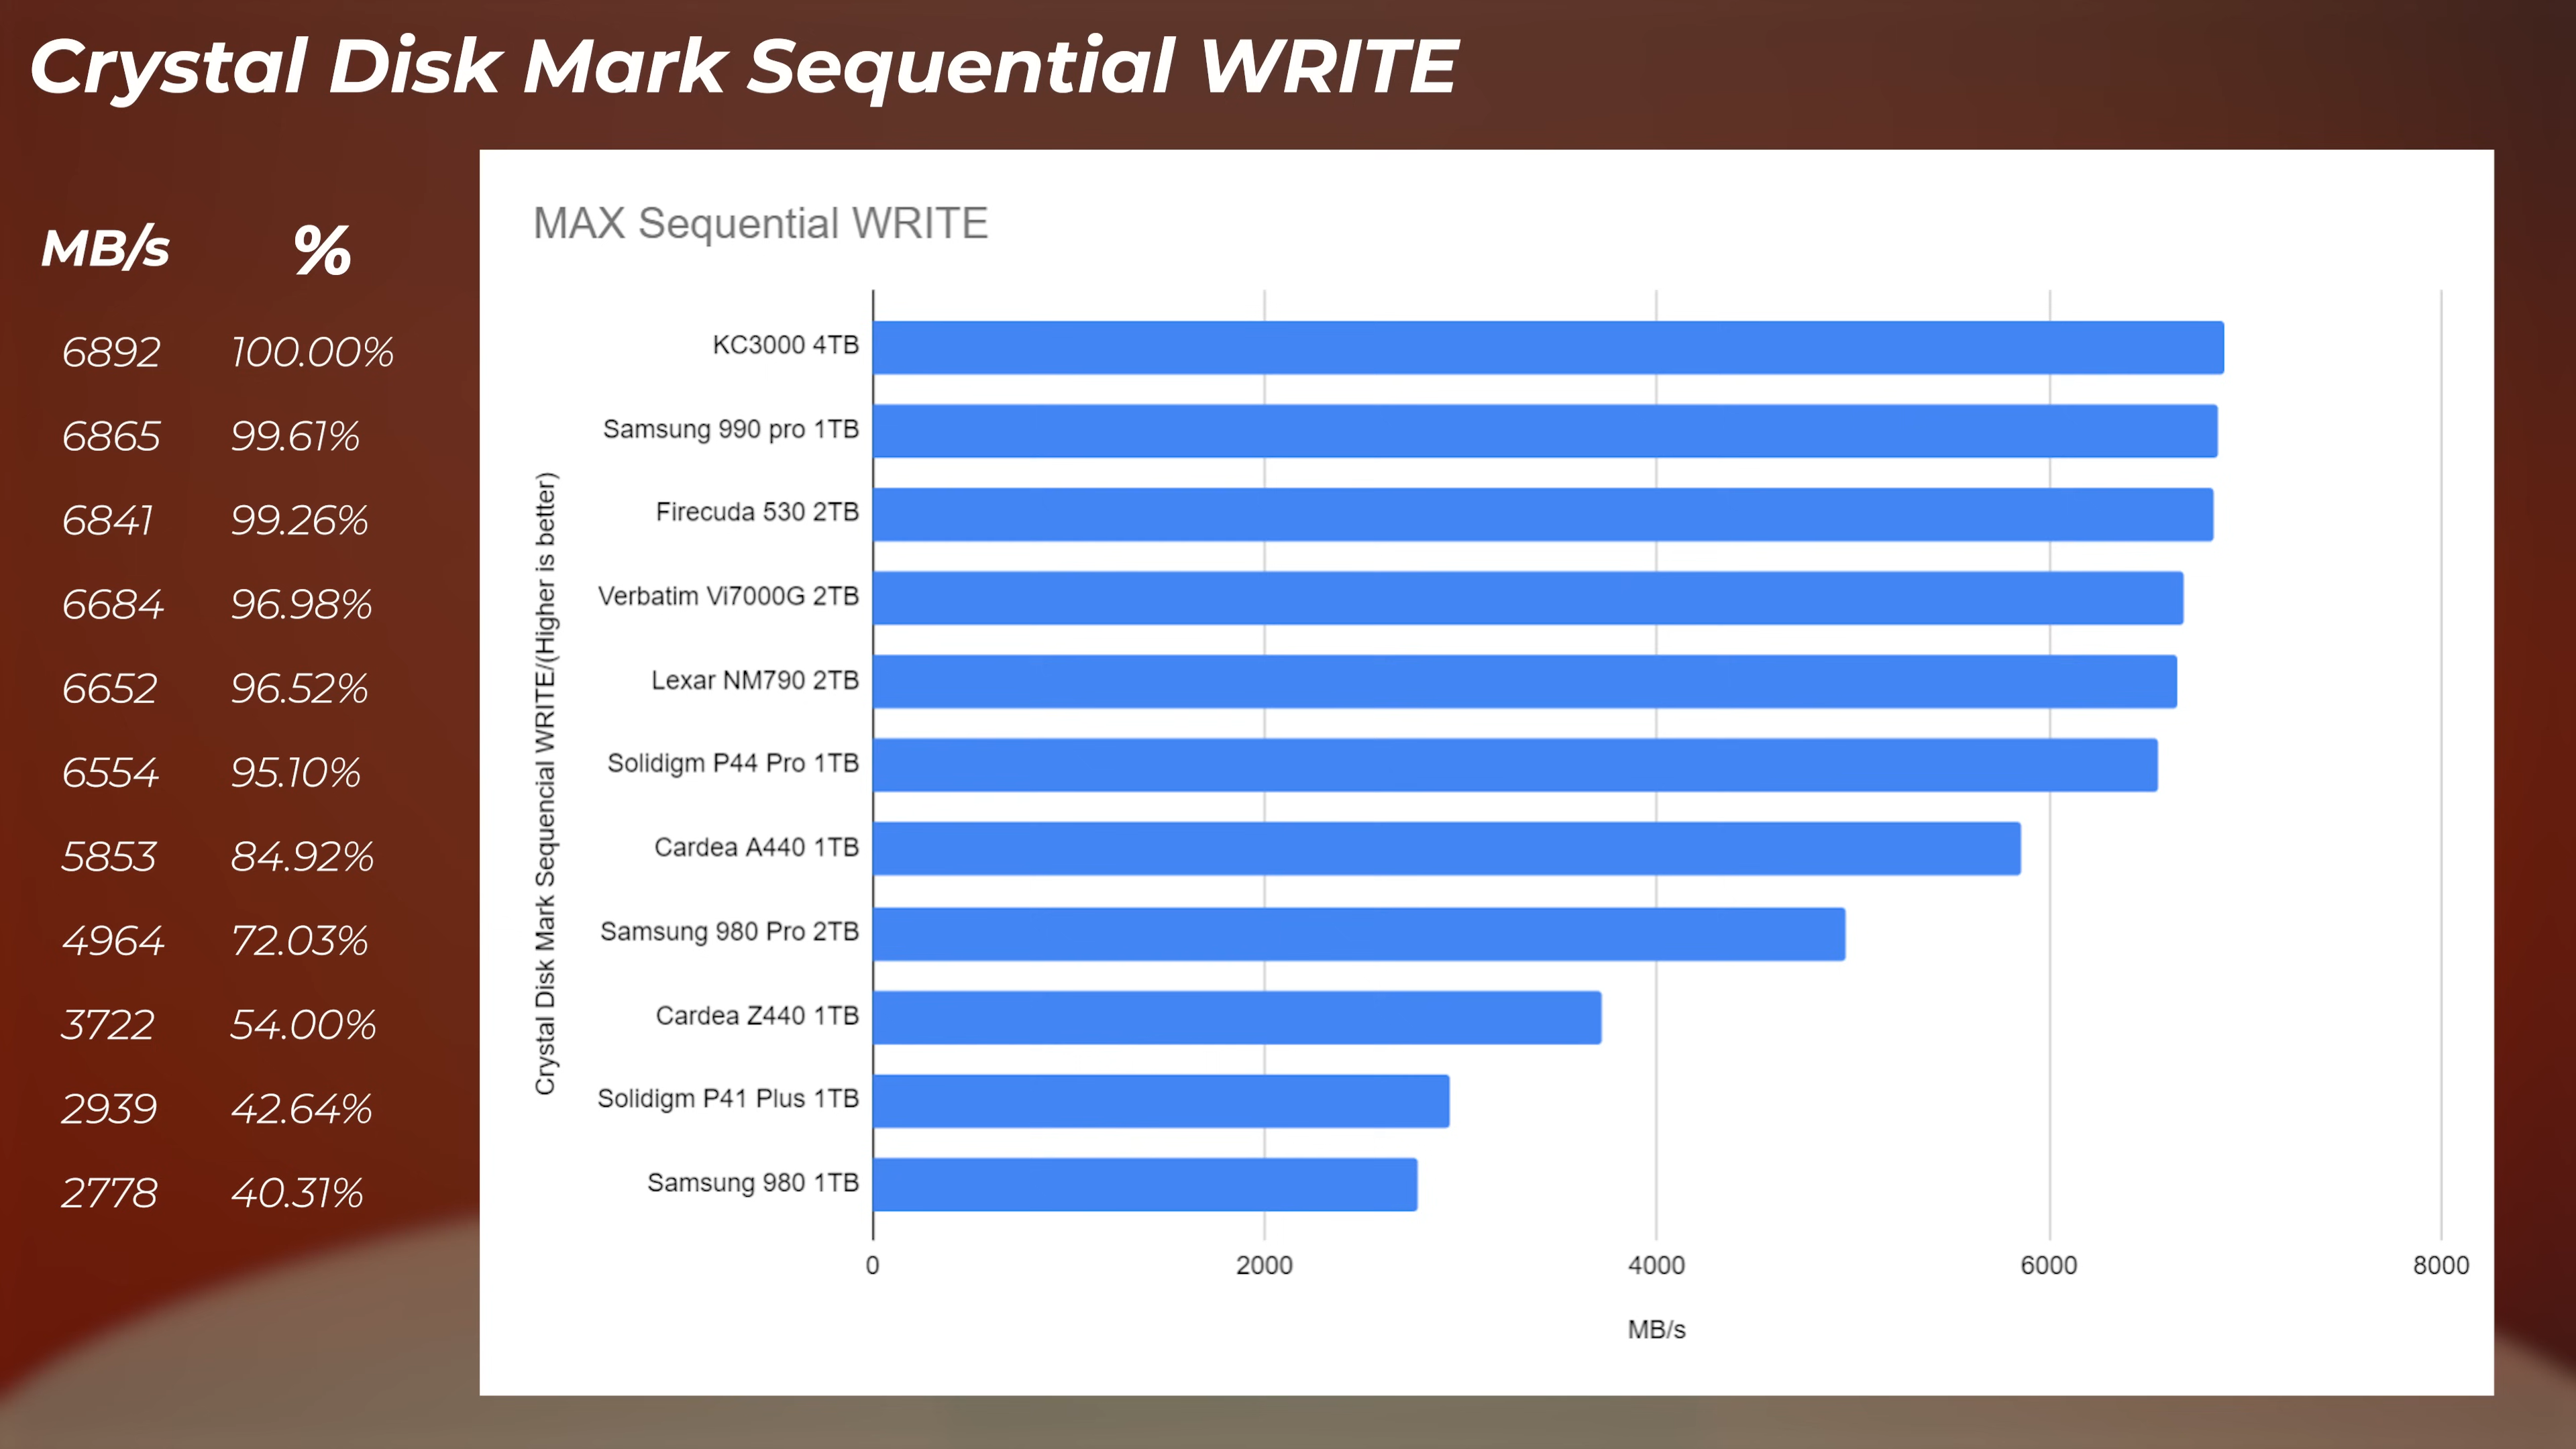 Crystal Disk Mark Sequential WRITE
MB/s %
6892 100.00%
6865 99.61%
6841 99.26%
6684 96.98%
6652 96.52%
6554 95.10%
5853 84.92%
4964 72.03%
3722 54.00%
2939 42.64%
2778 40.31%
MAX Sequential WRITE
Crystal Disk Mark Sequencial WRITE/(Higher is better)
KC3000 4TB
Samsung 990 pro 1TB
Firecuda 530 2TB
Verbatim Vi7000G 2TB
Lexar NM790 2TB
Solidigm P44 Pro 1TB
Cardea A440 1TB
Samsung 980 Pro 2TB
Cardea Z440 1TB
Solidigm P41 Plus 1TB
Samsung 980 1TB
0 2000 4000 6000 8000
MB/s